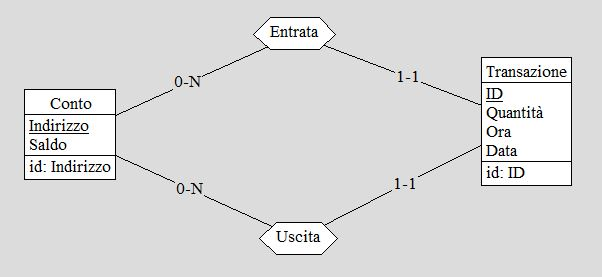 Entrata
0-N
1-1
Conto
Indirizzo
Saldo
id: Indirizzo
Transazione
ID
Quantità
Ora
Data
id: ID
0-N
1-1
Uscita